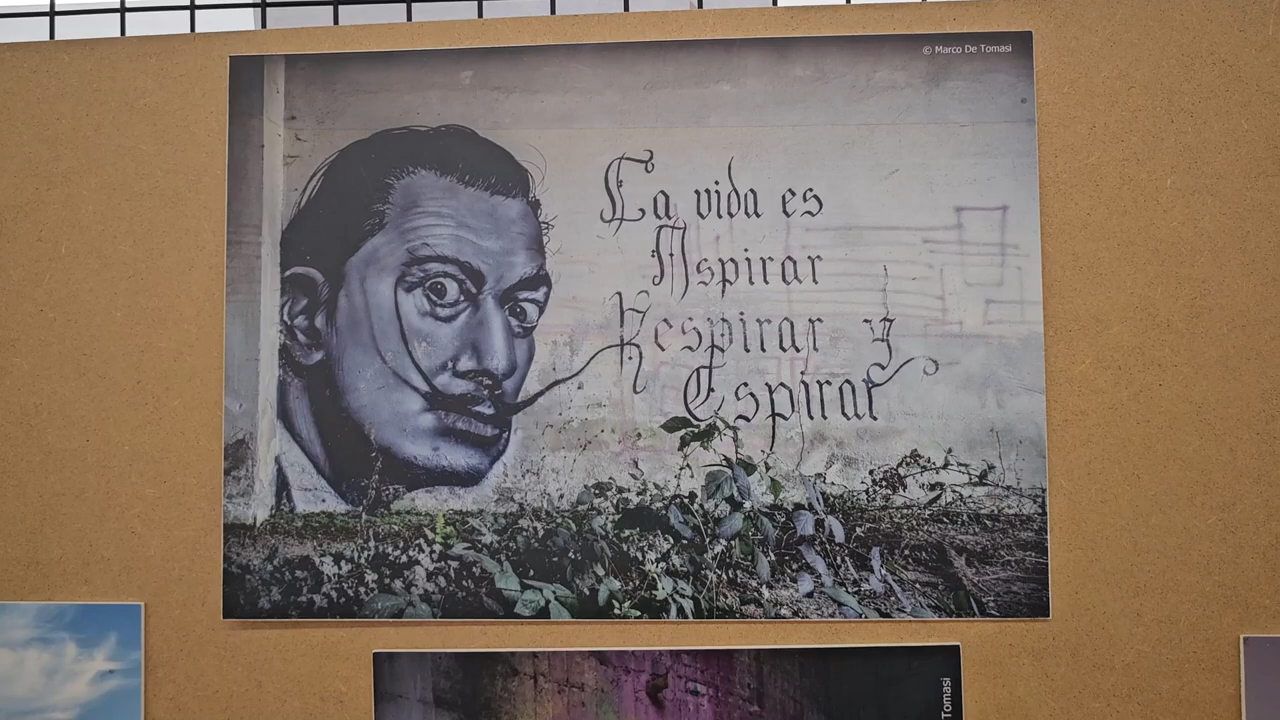 © Marco De Tomasi
La vida es
Aspirar
Respirar y
Espirar
Tomasi